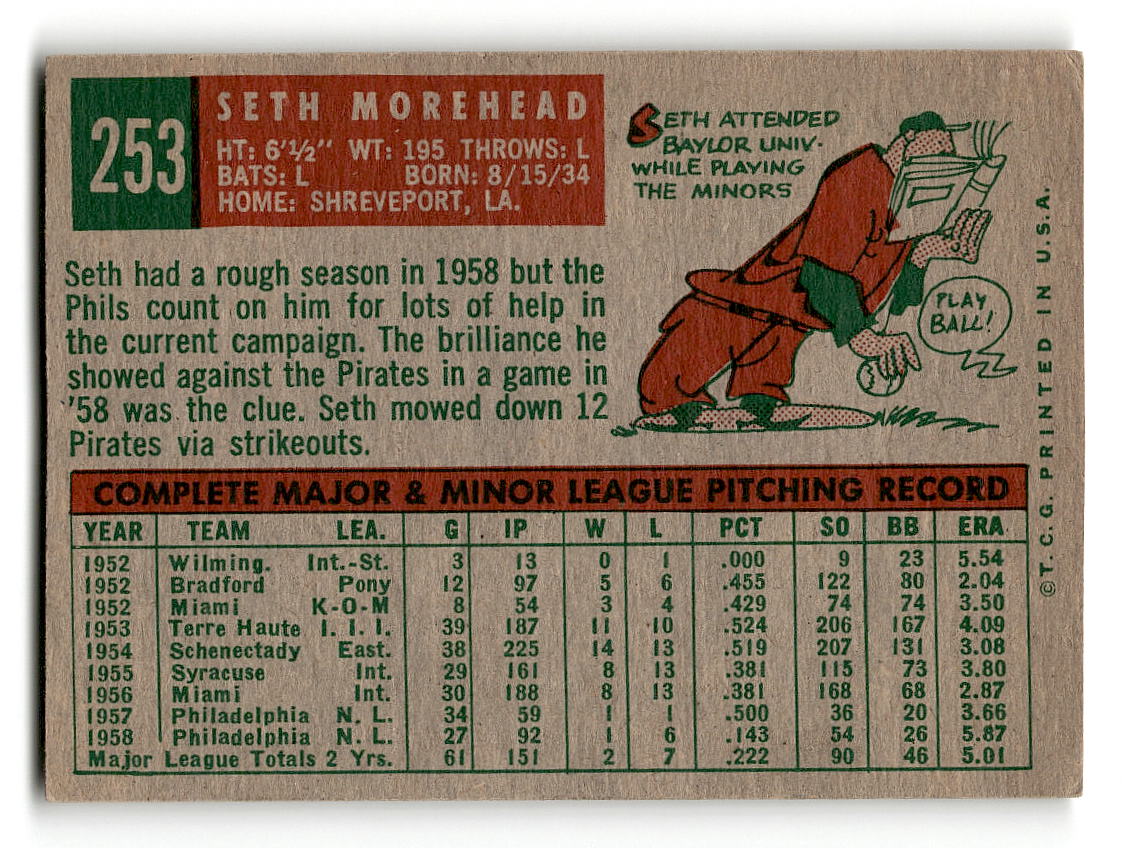 253
SETH MOREHEAD
HT: 6'½" WT: 195 THROWS: L
BATS: L BORN: 8/15/34
HOME: SHREVEPORT, LA.
SETH ATTENDED
BAYLOR UNIV.
WHILE PLAYING
THE MINORS
PLAY
BALL!
Seth had a rough season in 1958 but the
Phils count on him for lots of help in
the current campaign. The brilliance he
showed against the Pirates in a game in
'58 was the clue. Seth mowed down 12
Pirates via strikeouts.
COMPLETE MAJOR & MINOR LEAGUE PITCHING RECORD
YEAR TEAM LEA. G IP W L PCT SO BB ERA
1952 Wilming. Int.-St. 3 13 0 1 .000 9 23 5.54
1952 Bradford Pony 12 97 5 6 .455 122 80 2.04
1952 Miami K-O-M 8 54 3 4 .429 74 74 3.50
1953 Terre Haute I. I. I. 39 187 11 10 .524 206 167 4.09
1954 Schenectady East. 38 225 14 13 .519 207 131 3.08
1955 Syracuse Int. 29 161 8 13 .381 115 73 3.80
1956 Miami Int. 30 188 8 13 .381 168 68 2.87
1957 Philadelphia N. L. 34 59 1 1 .500 36 20 3.66
1958 Philadelphia N. L. 27 92 1 6 .143 54 26 5.87
Major League Totals 2 Yrs. 61 151 2 7 .222 90 46 5.01
© T. C. G. PRINTED IN U. S. A.